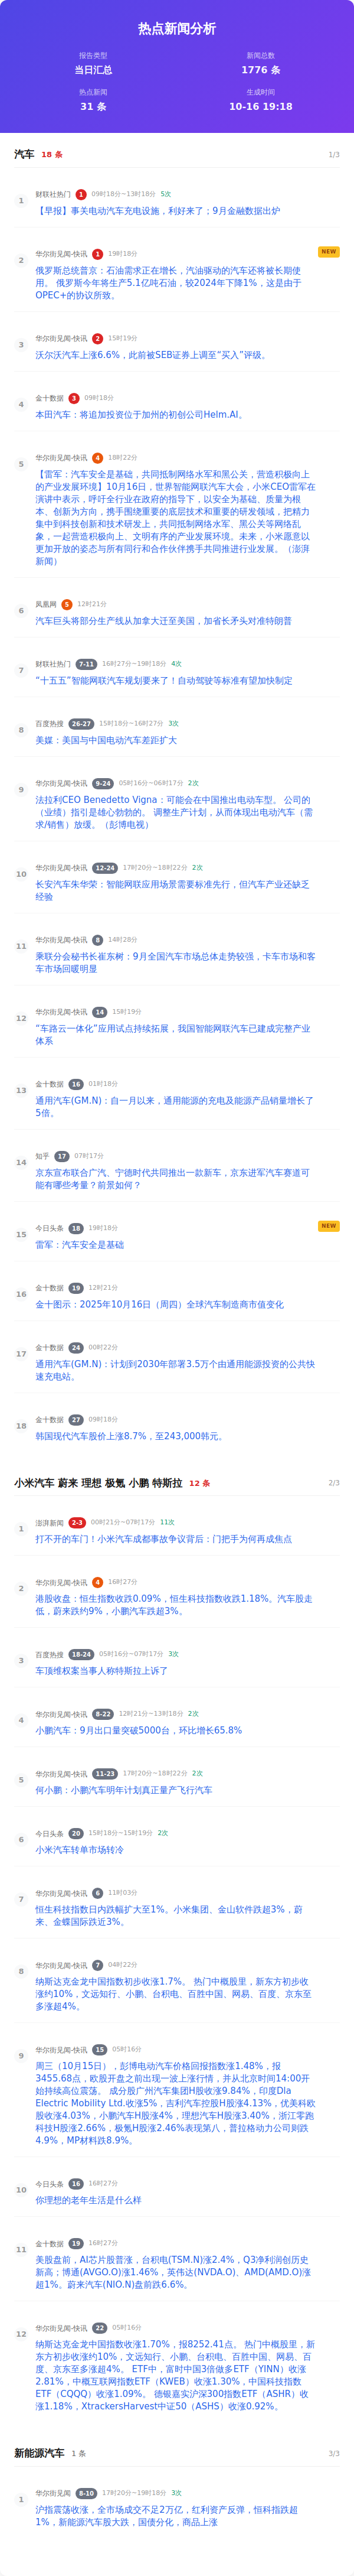 热点新闻分析
报告类型
当日汇总
新闻总数
1776 条
热点新闻
31 条
生成时间
10-16 19:18
汽车 18 条 1/3
1
财联社热门 1 09时18分~13时18分 5次
【早报】事关电动汽车充电设施，利好来了；9月金融数据出炉
2
华尔街见闻-快讯 1 19时18分 NEW
俄罗斯总统普京：石油需求正在增长，汽油驱动的汽车还将被长期使
用。 俄罗斯今年将生产5.1亿吨石油，较2024年下降1%，这是由于
OPEC+的协议所致。
3
华尔街见闻-快讯 2 15时19分
沃尔沃汽车上涨6.6%，此前被SEB证券上调至“买入”评级。
4
金十数据 3 09时18分
本田汽车：将追加投资位于加州的初创公司Helm.AI。
5
华尔街见闻-快讯 4 18时22分
【雷军：汽车安全是基础，共同抵制网络水军和黑公关，营造积极向上
的产业发展环境】10月16日，世界智能网联汽车大会，小米CEO雷军在
演讲中表示，呼吁全行业在政府的指导下，以安全为基础、质量为根
本、创新为方向，携手围绕重要的底层技术和重要的研发领域，把精力
集中到科技创新和技术研发上，共同抵制网络水军、黑公关等网络乱
象，一起营造积极向上、文明有序的产业发展环境。未来，小米愿意以
更加开放的姿态与所有同行和合作伙伴携手共同推进行业发展。（澎湃
新闻）
6
凤凰网 5 12时21分
汽车巨头将部分生产线从加拿大迁至美国，加省长矛头对准特朗普
7
财联社热门 7-11 16时27分~19时18分 4次
“十五五”智能网联汽车规划要来了！自动驾驶等标准有望加快制定
8
百度热搜 26-27 15时18分~16时27分 3次
美媒：美国与中国电动汽车差距扩大
9
华尔街见闻-快讯 9-24 05时16分~06时17分 2次
法拉利CEO Benedetto Vigna：可能会在中国推出电动车型。 公司的
（业绩）指引是雄心勃勃的。 调整生产计划，从而体现出电动汽车（需
求/销售）放缓。（彭博电视）
10
华尔街见闻-快讯 12-24 17时20分~18时22分 2次
长安汽车朱华荣：智能网联应用场景需要标准先行，但汽车产业还缺乏
经验
11
华尔街见闻-快讯 8 14时28分
乘联分会秘书长崔东树：9月全国汽车市场总体走势较强，卡车市场和客
车市场回暖明显
12
华尔街见闻-快讯 14 15时19分
“车路云一体化”应用试点持续拓展，我国智能网联汽车已建成完整产业
体系
13
金十数据 16 01时18分
通用汽车(GM.N)：自一月以来，通用能源的充电及能源产品销量增长了
5倍。
14
知乎 17 07时17分
京东宣布联合广汽、宁德时代共同推出一款新车，京东进军汽车赛道可
能有哪些考量？前景如何？
15
今日头条 18 19时18分 NEW
雷军：汽车安全是基础
16
金十数据 19 12时21分
金十图示：2025年10月16日（周四）全球汽车制造商市值变化
17
金十数据 24 00时22分
通用汽车(GM.N)：计划到2030年部署3.5万个由通用能源投资的公共快
速充电站。
18
金十数据 27 09时18分
韩国现代汽车股价上涨8.7%，至243,000韩元。
小米汽车 蔚来 理想 极氪 小鹏 特斯拉 12 条 2/3
1
澎湃新闻 2-3 00时21分~07时17分 11次
打不开的车门！小米汽车成都事故争议背后：门把手为何再成焦点
2
华尔街见闻-快讯 4 16时27分
港股收盘：恒生指数收跌0.09%，恒生科技指数收跌1.18%。汽车股走
低，蔚来跌约9%，小鹏汽车跌超3%。
3
百度热搜 18-24 05时16分~07时17分 3次
车顶维权案当事人称特斯拉上诉了
4
华尔街见闻-快讯 8-22 12时21分~13时18分 2次
小鹏汽车：9月出口量突破5000台，环比增长65.8%
5
华尔街见闻-快讯 11-23 17时20分~18时22分 2次
何小鹏：小鹏汽车明年计划真正量产飞行汽车
6
今日头条 20 15时18分~15时19分 2次
小米汽车转单市场转冷
7
华尔街见闻-快讯 6 11时03分
恒生科技指数日内跌幅扩大至1%。小米集团、金山软件跌超3%，蔚
来、金蝶国际跌近3%。
8
华尔街见闻-快讯 7 04时22分
纳斯达克金龙中国指数初步收涨1.7%。 热门中概股里，新东方初步收
涨约10%，文远知行、小鹏、台积电、百胜中国、网易、百度、京东至
多涨超4%。
9
华尔街见闻-快讯 15 05时16分
周三（10月15日），彭博电动汽车价格回报指数涨1.48%，报
3455.68点，欧股开盘之前出现一波上涨行情，并从北京时间14:00开
始持续高位震荡。 成分股广州汽车集团H股收涨9.84%，印度Ola
Electric Mobility Ltd.收涨5%，吉利汽车控股H股涨4.13%，优美科欧
股收涨4.03%，小鹏汽车H股涨4%，理想汽车H股涨3.40%，浙江零跑
科技H股涨2.66%，极氪H股涨2.46%表现第八，普拉格动力公司则跌
4.9%，MP材料跌8.9%。
10
今日头条 16 16时27分
你理想的老年生活是什么样
11
金十数据 19 16时27分
美股盘前，AI芯片股普涨，台积电(TSM.N)涨2.4%，Q3净利润创历史
新高；博通(AVGO.O)涨1.46%，英伟达(NVDA.O)、AMD(AMD.O)涨
超1%。蔚来汽车(NIO.N)盘前跌6.6%。
12
华尔街见闻-快讯 22 05时16分
纳斯达克金龙中国指数收涨1.70%，报8252.41点。 热门中概股里，新
东方初步收涨约10%，文远知行、小鹏、台积电、百胜中国、网易、百
度、京东至多涨超4%。 ETF中，富时中国3倍做多ETF（YINN）收涨
2.81%，中概互联网指数ETF（KWEB）收涨1.30%，中国科技指数
ETF（CQQQ）收涨1.09%。 德银嘉实沪深300指数ETF（ASHR）收
涨1.18%，XtrackersHarvest中证50（ASHS）收涨0.92%。
新能源汽车 1 条 3/3
1
华尔街见闻 8-10 17时20分~19时18分 3次
沪指震荡收涨，全市场成交不足2万亿，红利资产反弹，恒科指跌超
1%，新能源汽车股大跌，国债分化，商品上涨